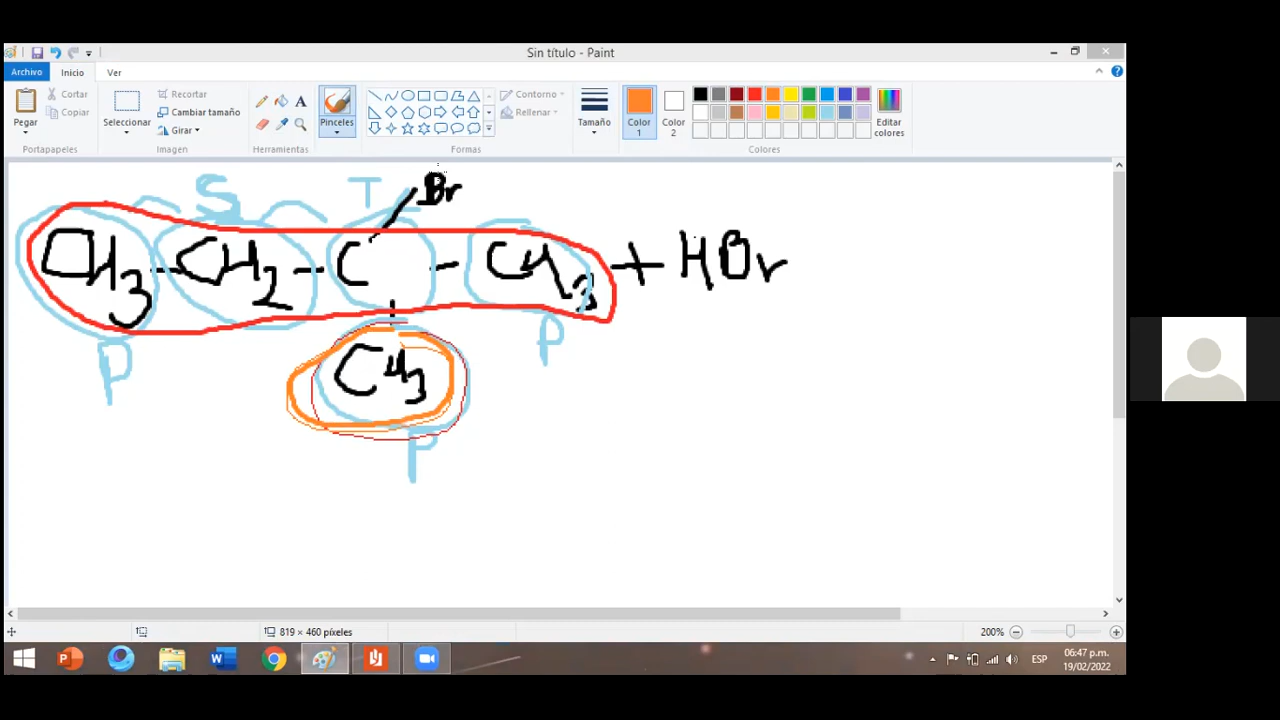 Sin título - Paint
Archivo Inicio Ver
Pegar
Cortar
Copiar
Portapapeles
Seleccionar
Recortar
Cambiar tamaño
Girar
Imagen
A
Herramientas
Pinceles
Contorno
Rellenar
Formas
Tamaño
Color 1
Color 2
Editar colores
Colores
S T Br
CH3 - CH2 - C - CH3 + HBr
P P
CH3
P
819 × 460 píxeles
200%
P W
ESP
06:47 p.m.
19/02/2022